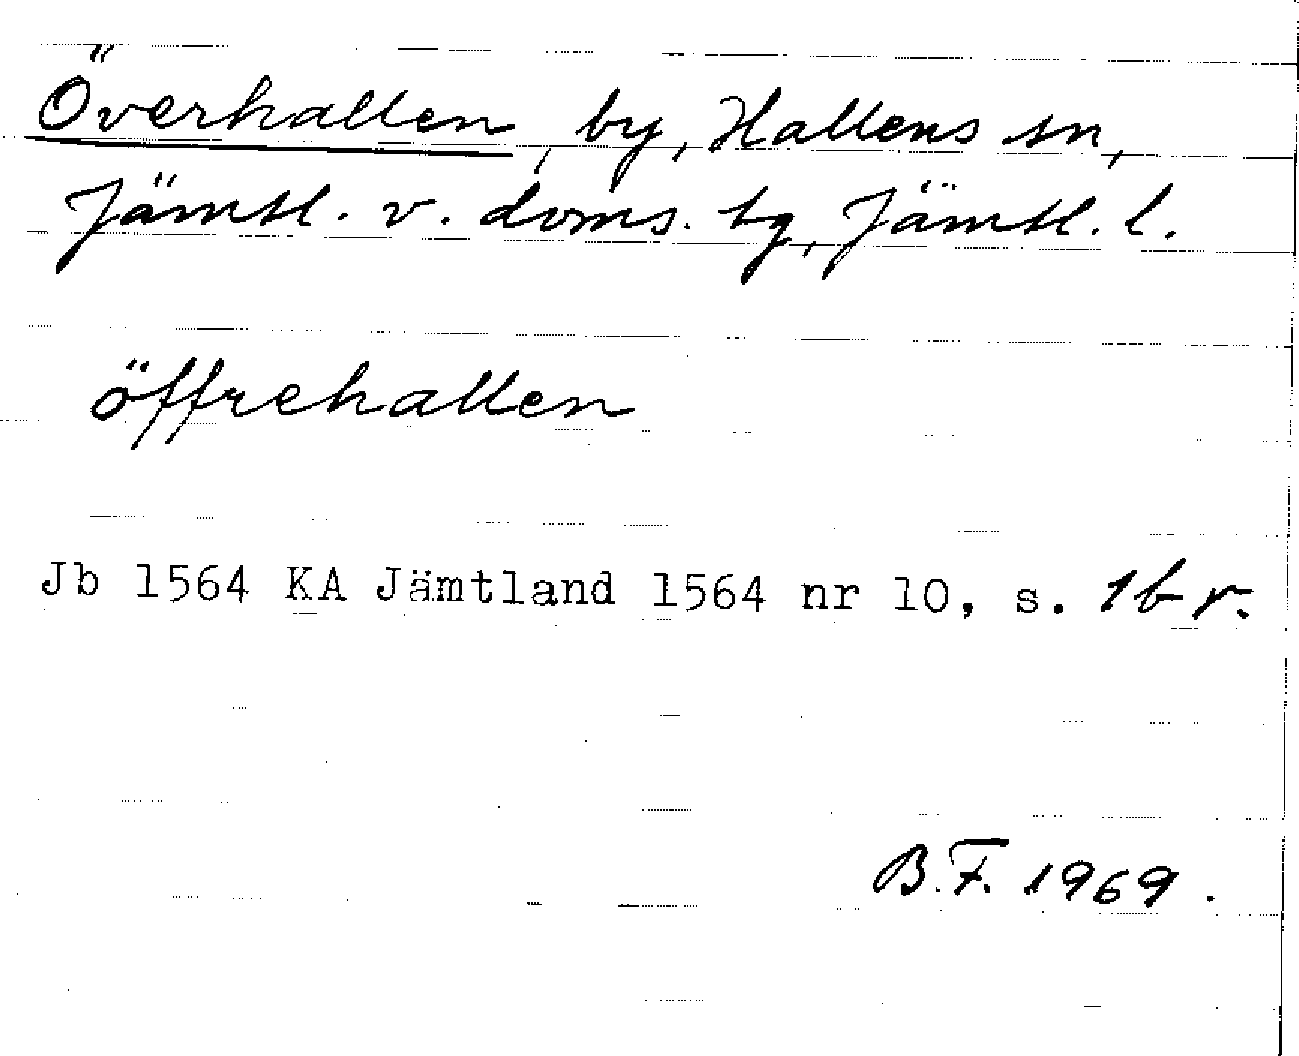 Överhallen, by, Hallens sn,
Jämtl. v. doms. tg, Jämtl. l.
öffrehallen
Jb 1564 KA Jämtland 1564 nr 10, s. 1b r.
B.F. 1969.